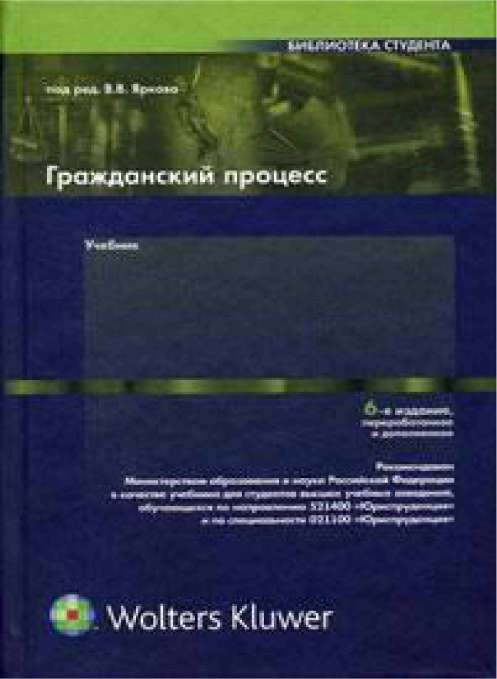 БИБЛИОТЕКА СТУДЕНТА
под ред. В.В. Яркова
Гражданский процесс
Учебник
6-е издание,
переработанное
и дополненное
Рекомендован
Министерством образования и науки Российской Федерации
в качестве учебника для студентов высших учебных заведений,
обучающихся по направлению 521400 «Юриспруденция»
и по специальности 021100 «Юриспруденция»
Wolters Kluwer